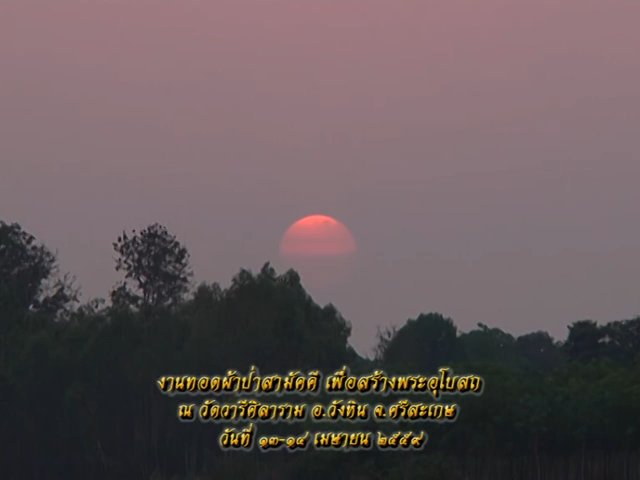 งานทอดผ้าป่าสามัคคี เพื่อสร้างพระอุโบสถ
ณ วัดวารีศิลาราม อ.วังหิน จ.ศรีสะเกษ
วันที่ ๑๓-๑๔ เมษายน ๒๕๕๙